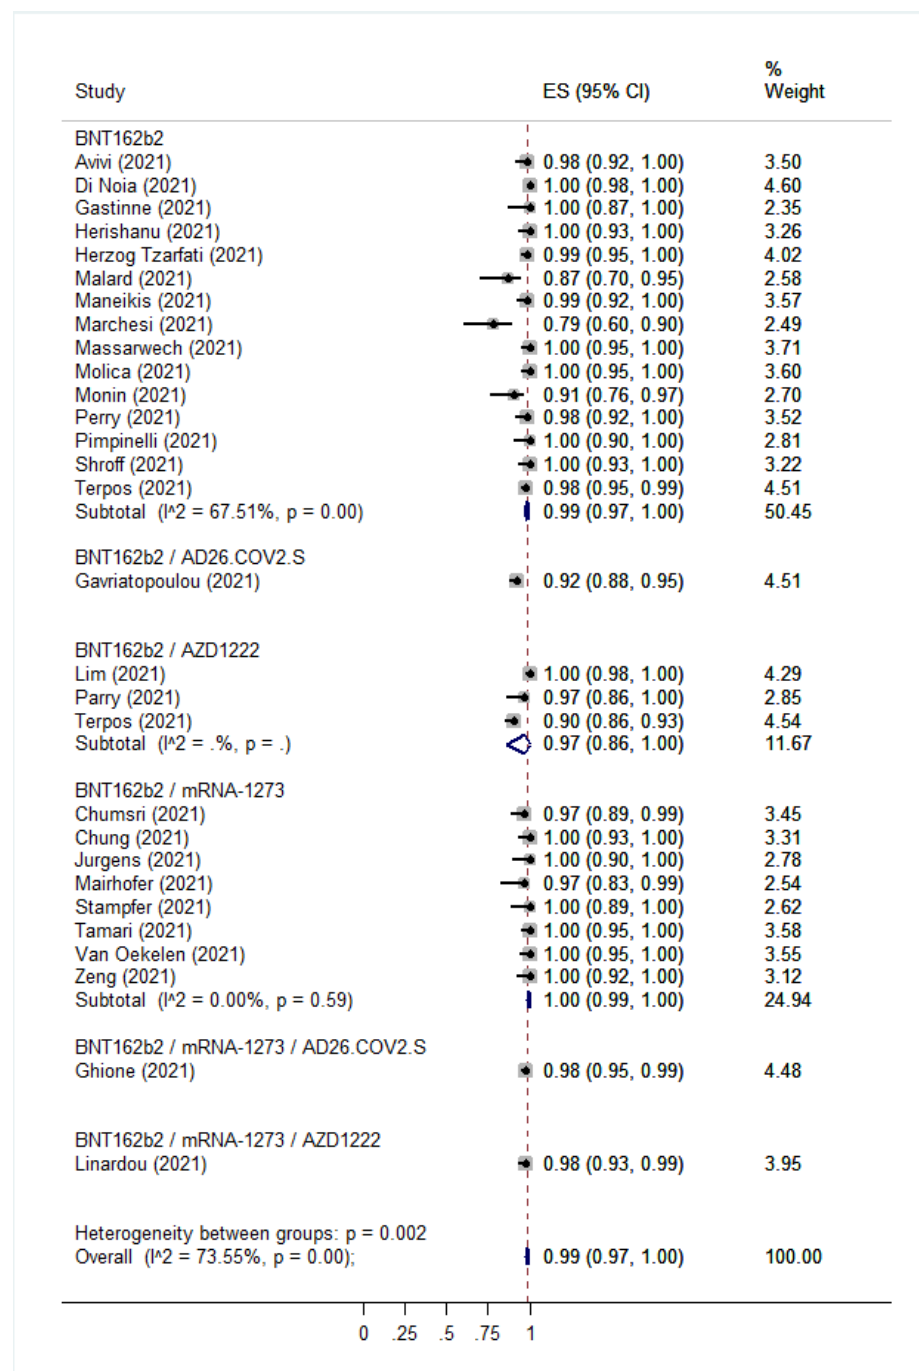 %
Study ES (95% CI) Weight
BNT162b2
Avivi (2021) 0.98 (0.92, 1.00) 3.50
Di Noia (2021) 1.00 (0.98, 1.00) 4.60
Gastinne (2021) 1.00 (0.87, 1.00) 2.35
Herishanu (2021) 1.00 (0.93, 1.00) 3.26
Herzog Tzarfati (2021) 0.99 (0.95, 1.00) 4.02
Malard (2021) 0.87 (0.70, 0.95) 2.58
Maneikis (2021) 0.99 (0.92, 1.00) 3.57
Marchesi (2021) 0.79 (0.60, 0.90) 2.49
Massarwech (2021) 1.00 (0.95, 1.00) 3.71
Molica (2021) 1.00 (0.95, 1.00) 3.60
Monin (2021) 0.91 (0.76, 0.97) 2.70
Perry (2021) 0.98 (0.92, 1.00) 3.52
Pimpinelli (2021) 1.00 (0.90, 1.00) 2.81
Shroff (2021) 1.00 (0.93, 1.00) 3.22
Terpos (2021) 0.98 (0.95, 0.99) 4.51
Subtotal (I^2 = 67.51%, p = 0.00) 0.99 (0.97, 1.00) 50.45
BNT162b2 / AD26.COV2.S
Gavriatopoulou (2021) 0.92 (0.88, 0.95) 4.51
BNT162b2 / AZD1222
Lim (2021) 1.00 (0.98, 1.00) 4.29
Parry (2021) 0.97 (0.86, 1.00) 2.85
Terpos (2021) 0.90 (0.86, 0.93) 4.54
Subtotal (I^2 = .%, p = .) 0.97 (0.86, 1.00) 11.67
BNT162b2 / mRNA-1273
Chumsri (2021) 0.97 (0.89, 0.99) 3.45
Chung (2021) 1.00 (0.93, 1.00) 3.31
Jurgens (2021) 1.00 (0.90, 1.00) 2.78
Mairhofer (2021) 0.97 (0.83, 0.99) 2.54
Stampfer (2021) 1.00 (0.89, 1.00) 2.62
Tamari (2021) 1.00 (0.95, 1.00) 3.58
Van Oekelen (2021) 1.00 (0.95, 1.00) 3.55
Zeng (2021) 1.00 (0.92, 1.00) 3.12
Subtotal (I^2 = 0.00%, p = 0.59) 1.00 (0.99, 1.00) 24.94
BNT162b2 / mRNA-1273 / AD26.COV2.S
Ghione (2021) 0.98 (0.95, 0.99) 4.48
BNT162b2 / mRNA-1273 / AZD1222
Linardou (2021) 0.98 (0.93, 0.99) 3.95
Heterogeneity between groups: p = 0.002
Overall (I^2 = 73.55%, p = 0.00); 0.99 (0.97, 1.00) 100.00
0 .25 .5 .75 1